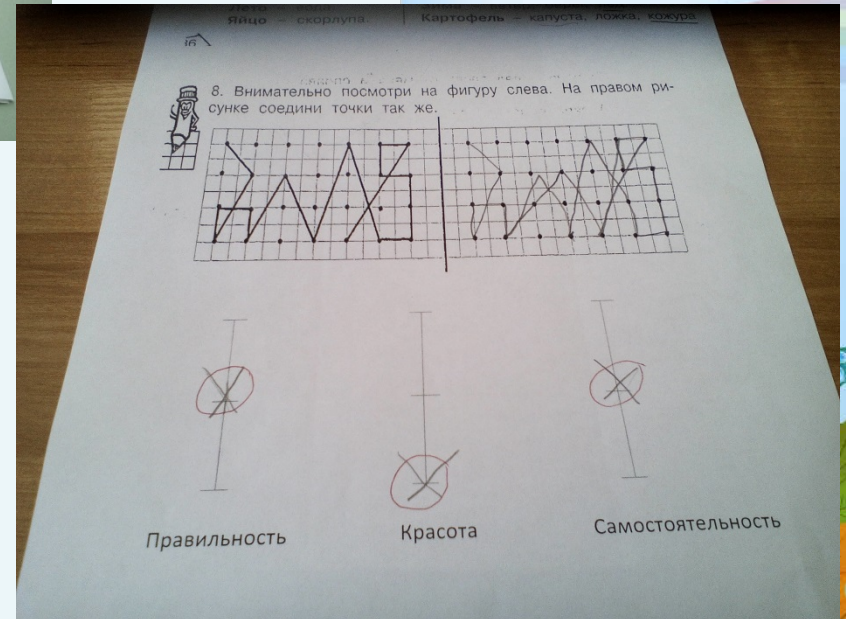 Яйцо – скорлупа.
Картофель – капуста, ложка, кожура
16
8. Внимательно посмотри на фигуру слева. На правом ри-
сунке соедини точки так же.
Правильность
Красота
Самостоятельность